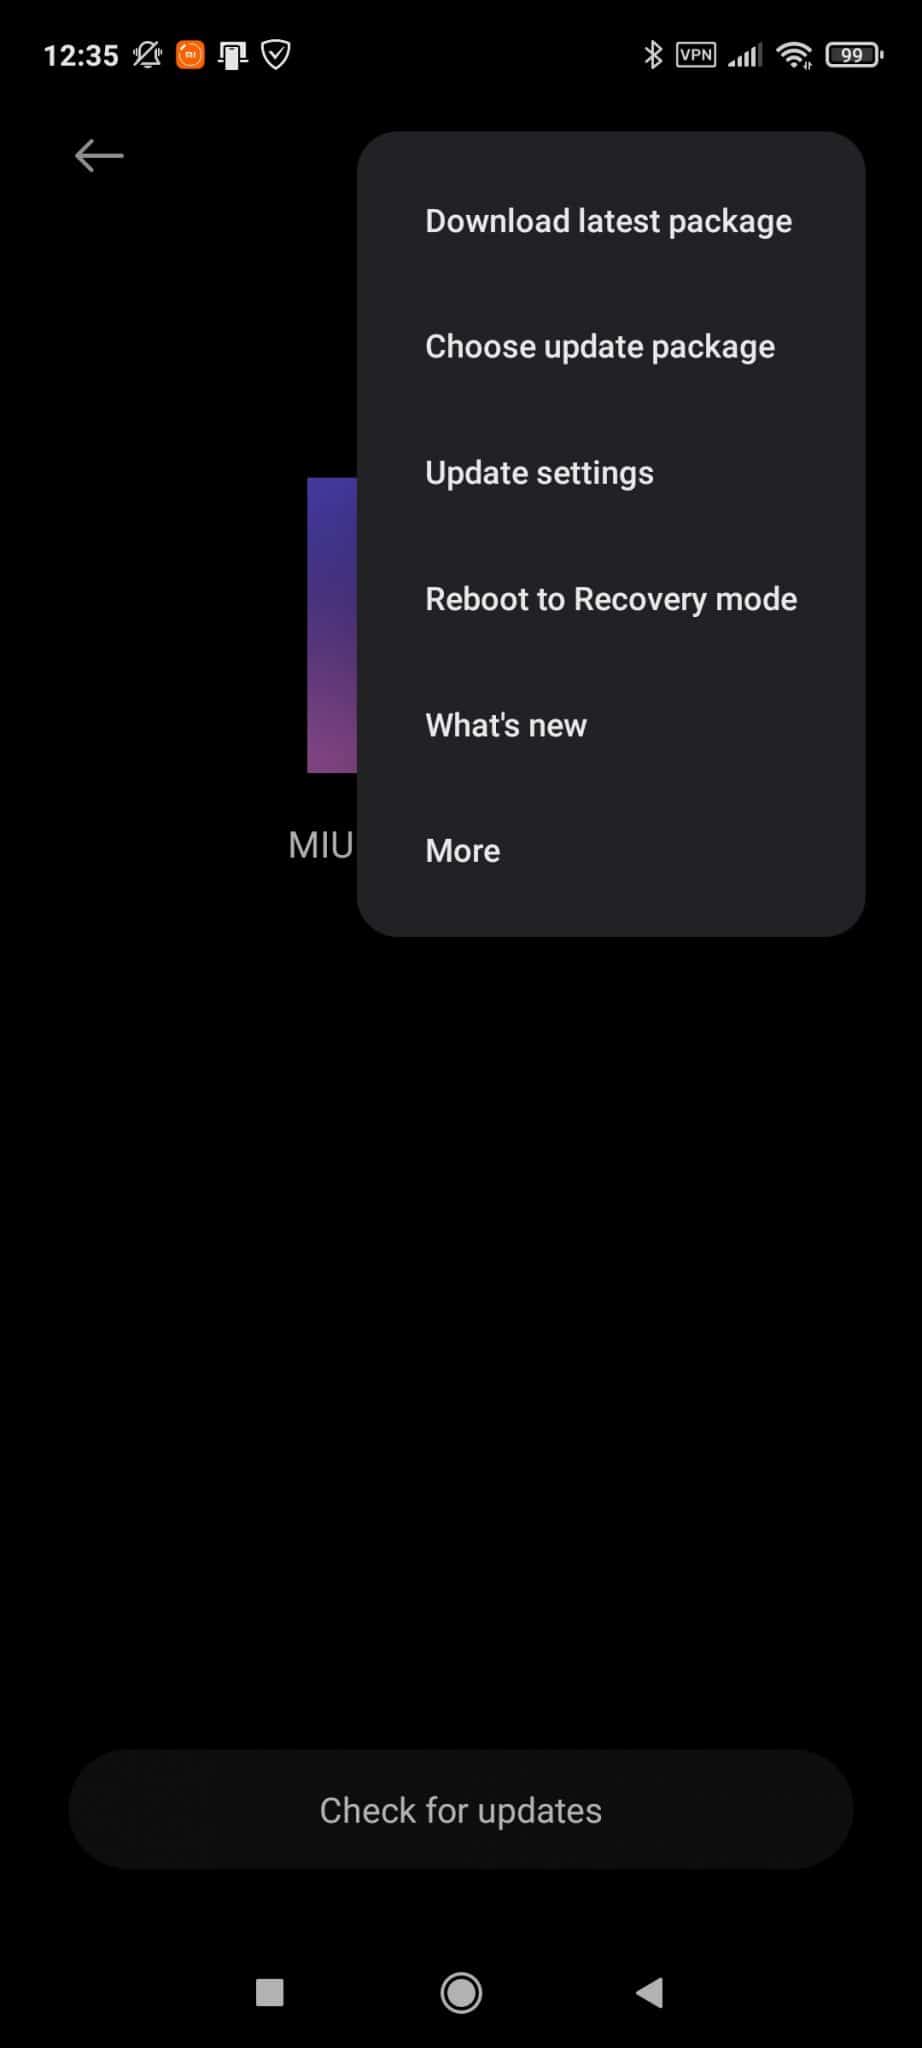 12:35 VPN 99
Download latest package
Choose update package
Update settings
Reboot to Recovery mode
What's new
MIU
More
Check for updates